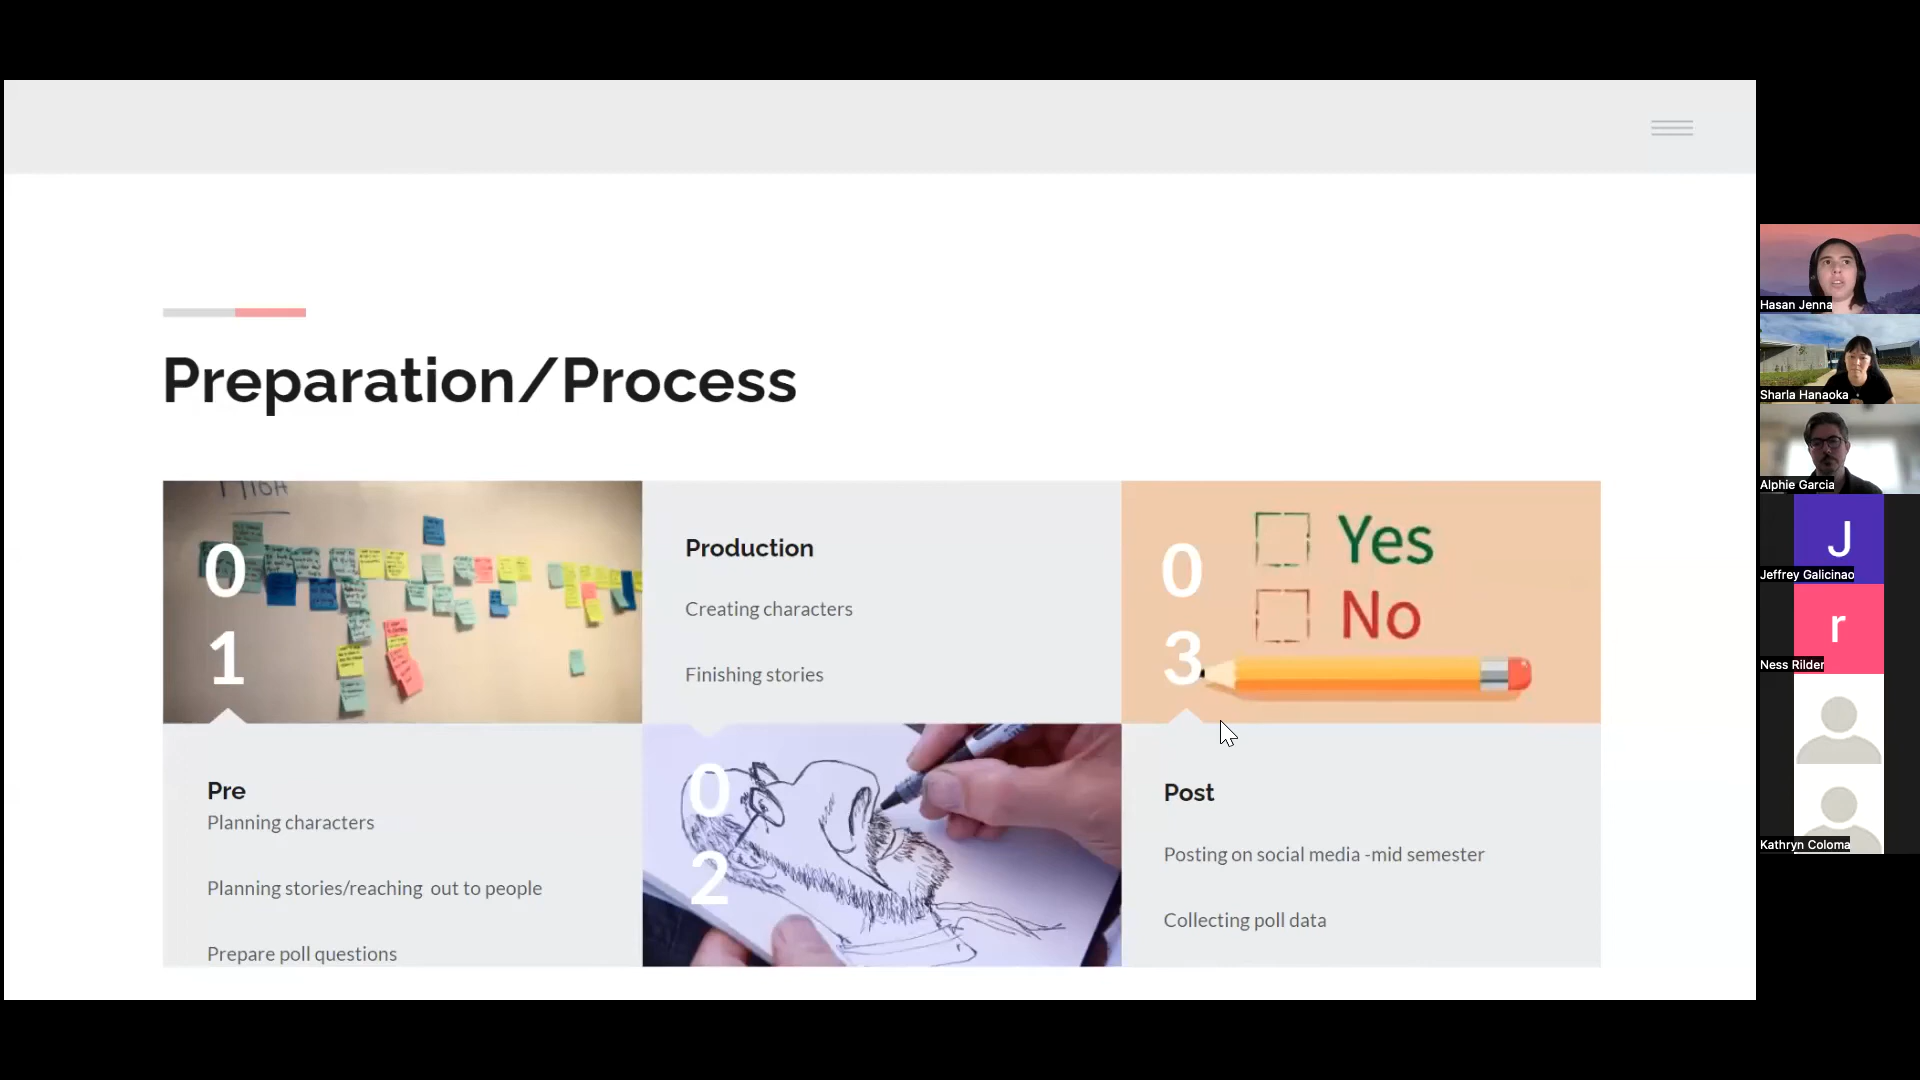 Preparation/Process
0
1
Pre
Planning characters
Planning stories/reaching out to people
Prepare poll questions
Production
Creating characters
Finishing stories
0
2
0
3
Yes
No
Post
Posting on social media -mid semester
Collecting poll data
Hasan Jenna
Sharla Hanaoka
Alphie Garcia
J
Jeffrey Galicinao
r
Ness Rilder
Kathryn Coloma